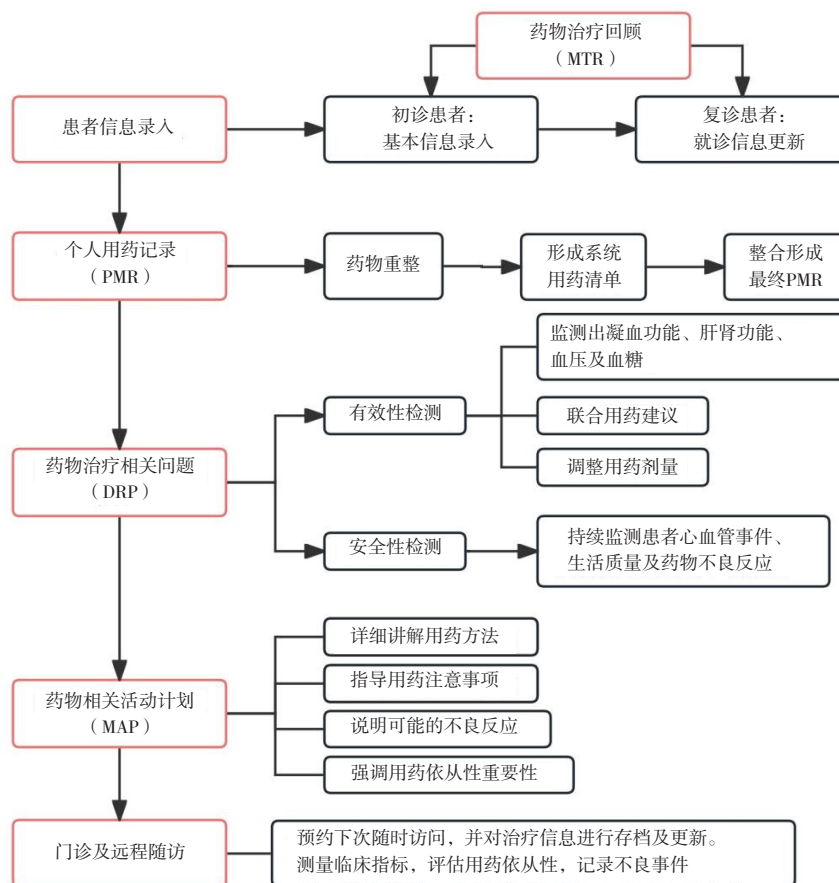 药物治疗回顾
（MTR）
患者信息录入
初诊患者：
基本信息录入
复诊患者：
就诊信息更新
个人用药记录
（PMR）
药物重整
形成系统
用药清单
整合形成
最终PMR
监测出凝血功能、肝肾功能、
血压及血糖
有效性检测
联合用药建议
调整用药剂量
药物治疗相关问题
（DRP）
安全性检测
持续监测患者心血管事件、
生活质量及药物不良反应
详细讲解用药方法
指导用药注意事项
药物相关活动计划
（MAP）
说明可能的不良反应
强调用药依从性重要性
门诊及远程随访
预约下次随时访问，并对治疗信息进行存档及更新。
测量临床指标，评估用药依从性，记录不良事件